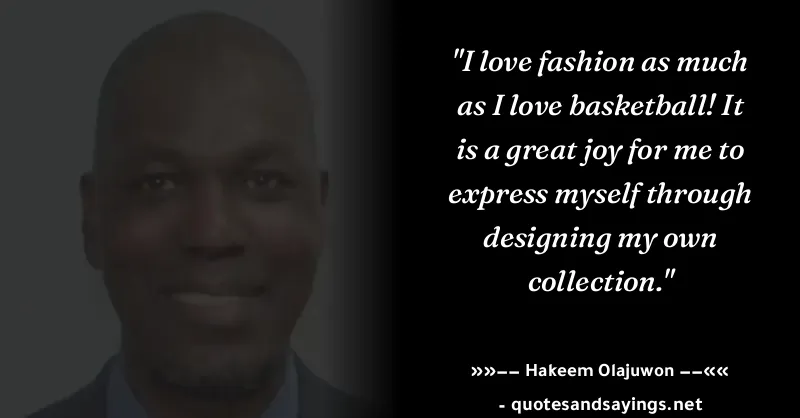 "I love fashion as much
as I love basketball! It
is a great joy for me to
express myself through
designing my own
collection."
»»−− Hakeem Olajuwon −−««
- quotesandsayings.net